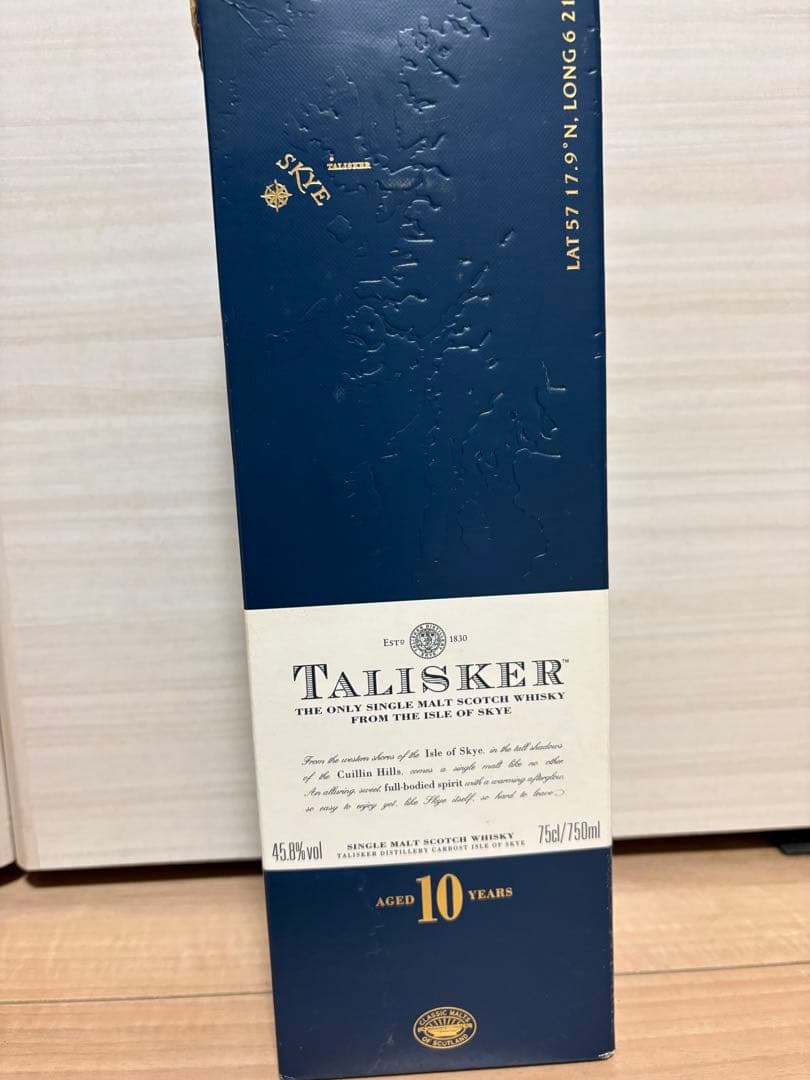 LAT 57 17.9°N, LONG 6 21
SKYE
TALISKER
ESTD 1830
TALISKER™
THE ONLY SINGLE MALT SCOTCH WHISKY
FROM THE ISLE OF SKYE
From the western shores of the Isle of Skye, in the tall shadows
of the Cuillin Hills, comes a single malt like no other.
An alluring, sweet, full-bodied spirit with a warming afterglow,
so easy to enjoy yet, like Skye itself, so hard to leave
45.8%vol
SINGLE MALT SCOTCH WHISKY
75cl/750ml
TALISKER DISTILLERY CARBOST ISLE OF SKYE
AGED 10 YEARS
CLASSIC MALTS
OF SCOTLAND